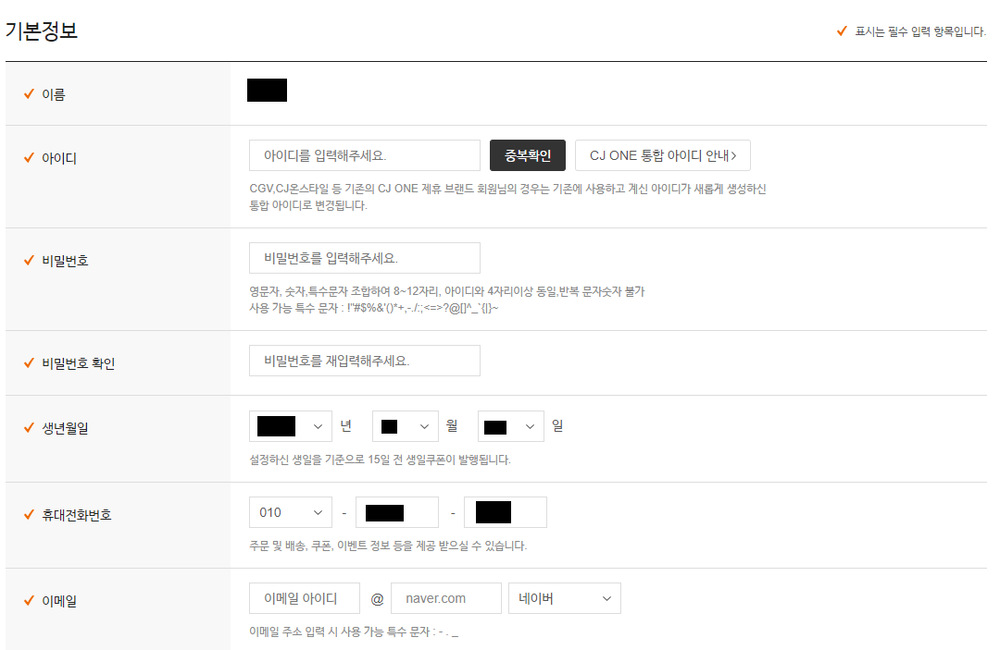 기본정보
표시는 필수 입력 항목입니다.
이름
아이디
아이디를 입력해주세요. 중복확인 CJ ONE 통합 아이디 안내>
CGV,CJ온스타일 등 기존의 CJ ONE 제휴 브랜드 회원님의 경우는 기존에 사용하고 계신 아이디가 새롭게 생성하신
통합 아이디로 변경됩니다.
비밀번호
비밀번호를 입력해주세요.
영문자, 숫자,특수문자 조합하여 8~12자리, 아이디와 4자리이상 동일,반복 문자숫자 불가
사용 가능 특수 문자 : !"#$%&'()*+,-./:;<=>?@[]^_`{|}~
비밀번호 확인
비밀번호를 재입력해주세요.
생년월일
년 월 일
설정하신 생일을 기준으로 15일 전 생일쿠폰이 발행됩니다.
휴대전화번호
010 - -
주문 및 배송, 쿠폰, 이벤트 정보 등을 제공 받으실 수 있습니다.
이메일
이메일 아이디 @ naver.com 네이버
이메일 주소 입력 시 사용 가능 특수 문자 : - . _